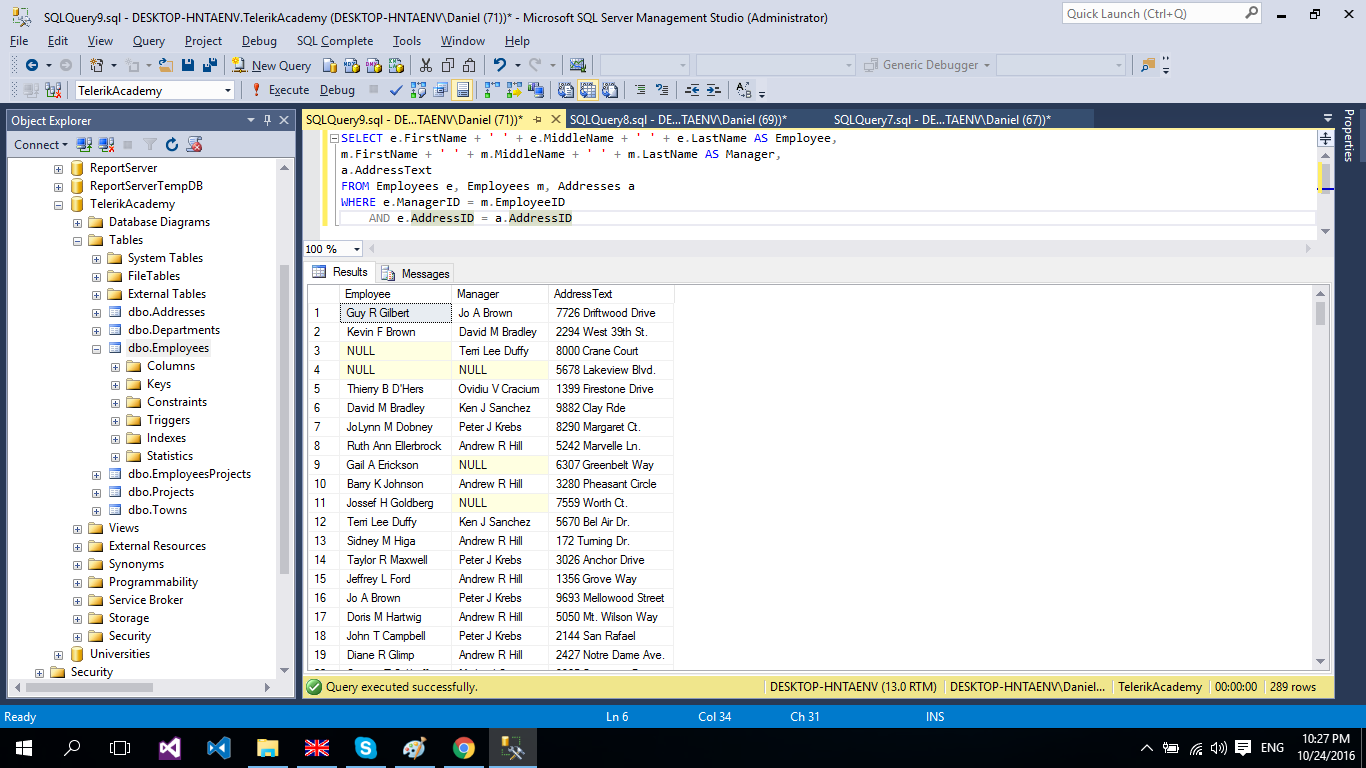 SQLQuery9.sql - DESKTOP-HNTAENV.TelerikAcademy (DESKTOP-HNTAENV\Daniel (71))* - Microsoft SQL Server Management Studio (Administrator)
Quick Launch (Ctrl+Q)
File Edit View Query Project Debug SQL Complete Tools Window Help
New Query
Generic Debugger
TelerikAcademy
Execute Debug
Object Explorer
SQLQuery9.sql - DE...TAENV\Daniel (71))*
SQLQuery8.sql - DE...TAENV\Daniel (69))*
SQLQuery7.sql - DE...TAENV\Daniel (67))*
Properties
Connect
ReportServer
ReportServerTempDB
TelerikAcademy
Database Diagrams
Tables
System Tables
FileTables
External Tables
dbo.Addresses
dbo.Departments
dbo.Employees
Columns
Keys
Constraints
Triggers
Indexes
Statistics
dbo.EmployeesProjects
dbo.Projects
dbo.Towns
Views
External Resources
Synonyms
Programmability
Service Broker
Storage
Security
Universities
Security
SELECT e.FirstName + ' ' + e.MiddleName + ' ' + e.LastName AS Employee,
m.FirstName + ' ' + m.MiddleName + ' ' + m.LastName AS Manager,
a.AddressText
FROM Employees e, Employees m, Addresses a
WHERE e.ManagerID = m.EmployeeID
AND e.AddressID = a.AddressID
100 %
Results Messages
Employee Manager AddressText
1 Guy R Gilbert Jo A Brown 7726 Driftwood Drive
2 Kevin F Brown David M Bradley 2294 West 39th St.
3 NULL Terri Lee Duffy 8000 Crane Court
4 NULL NULL 5678 Lakeview Blvd.
5 Thierry B D'Hers Ovidiu V Cracium 1399 Firestone Drive
6 David M Bradley Ken J Sanchez 9882 Clay Rde
7 JoLynn M Dobney Peter J Krebs 8290 Margaret Ct.
8 Ruth Ann Ellerbrock Andrew R Hill 5242 Marvelle Ln.
9 Gail A Erickson NULL 6307 Greenbelt Way
10 Barry K Johnson Andrew R Hill 3280 Pheasant Circle
11 Jossef H Goldberg NULL 7559 Worth Ct.
12 Terri Lee Duffy Ken J Sanchez 5670 Bel Air Dr.
13 Sidney M Higa Andrew R Hill 172 Turning Dr.
14 Taylor R Maxwell Peter J Krebs 3026 Anchor Drive
15 Jeffrey L Ford Andrew R Hill 1356 Grove Way
16 Jo A Brown Peter J Krebs 9693 Mellowood Street
17 Doris M Hartwig Andrew R Hill 5050 Mt. Wilson Way
18 John T Campbell Peter J Krebs 2144 San Rafael
19 Diane R Glimp Andrew R Hill 2427 Notre Dame Ave.
Query executed successfully.
DESKTOP-HNTAENV (13.0 RTM) DESKTOP-HNTAENV\Daniel... TelerikAcademy 00:00:00 289 rows
Ready Ln 6 Col 34 Ch 31 INS
ENG
10:27 PM
10/24/2016